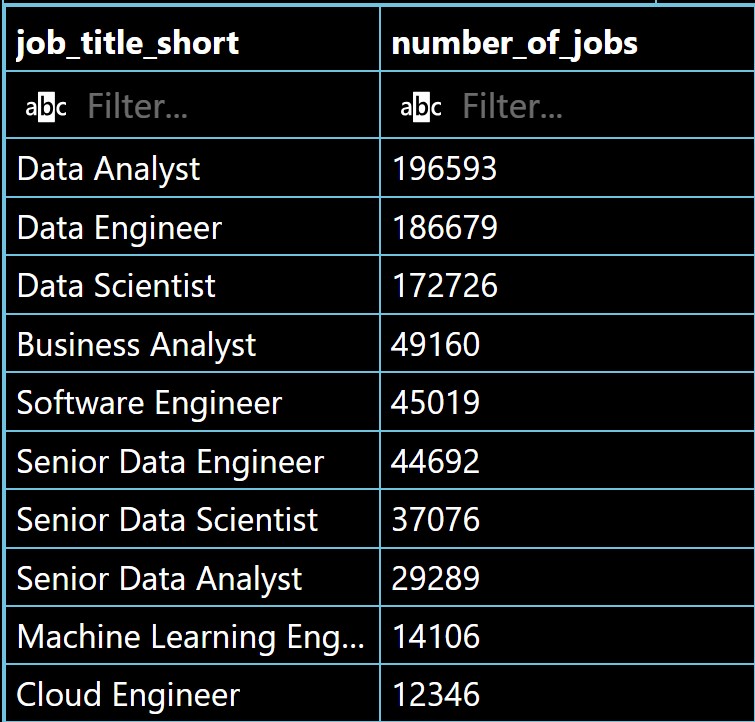 job_title_short number_of_jobs
abc Filter... abc Filter...
Data Analyst 196593
Data Engineer 186679
Data Scientist 172726
Business Analyst 49160
Software Engineer 45019
Senior Data Engineer 44692
Senior Data Scientist 37076
Senior Data Analyst 29289
Machine Learning Eng... 14106
Cloud Engineer 12346